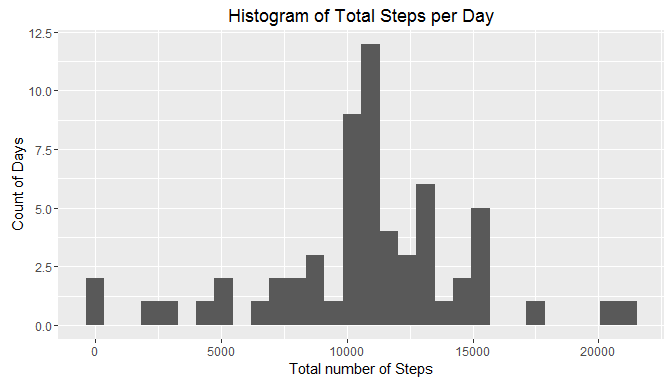 Histogram of Total Steps per Day
12.5
10.0
7.5
5.0
2.5
0.0
Count of Days
0 5000 10000 15000 20000
Total number of Steps